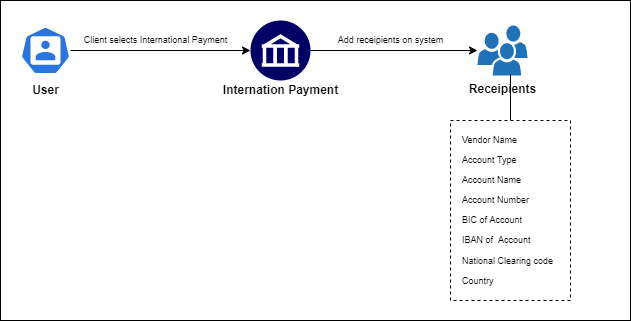 Client selects International Payment
Add receipients on system
User
Internation Payment
Receipients
Vendor Name
Account Type
Account Name
Account Number
BIC of Account
IBAN of Account
National Clearing code
Country